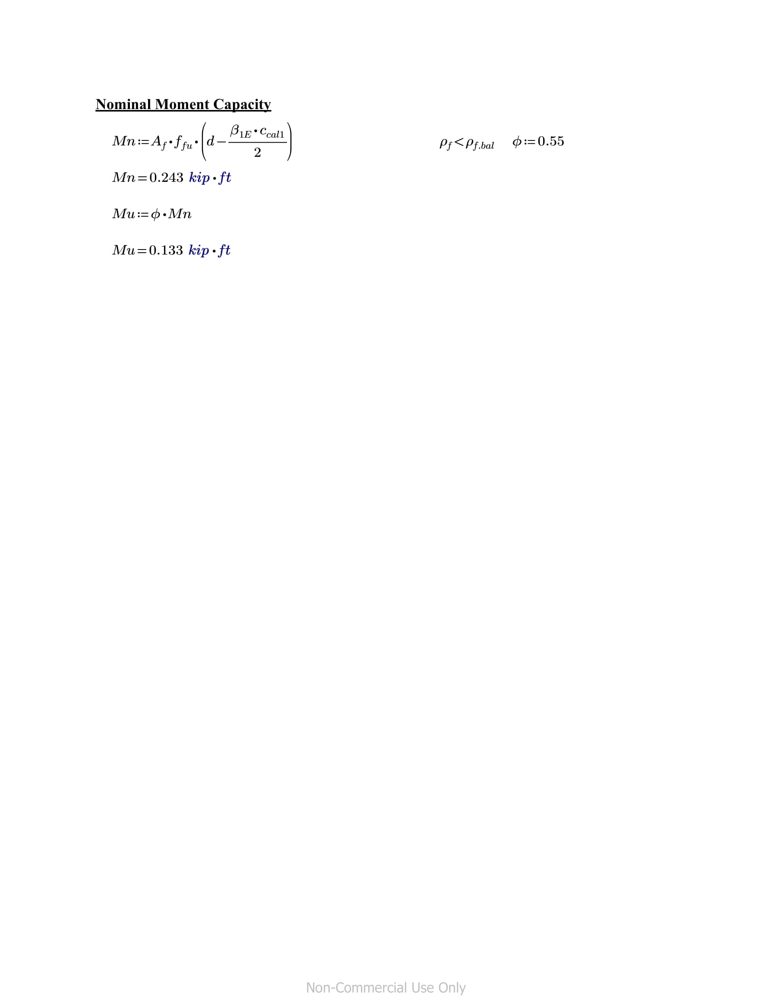 Nominal Moment Capacity
Mn:=A_f⋅f_fu⋅(d−(β_1E⋅c_cal1)/2) ρ_f<ρ_f.bal ϕ:=0.55
Mn=0.243 kip⋅ft
Mu:=ϕ⋅Mn
Mu=0.133 kip⋅ft
Non-Commercial Use Only